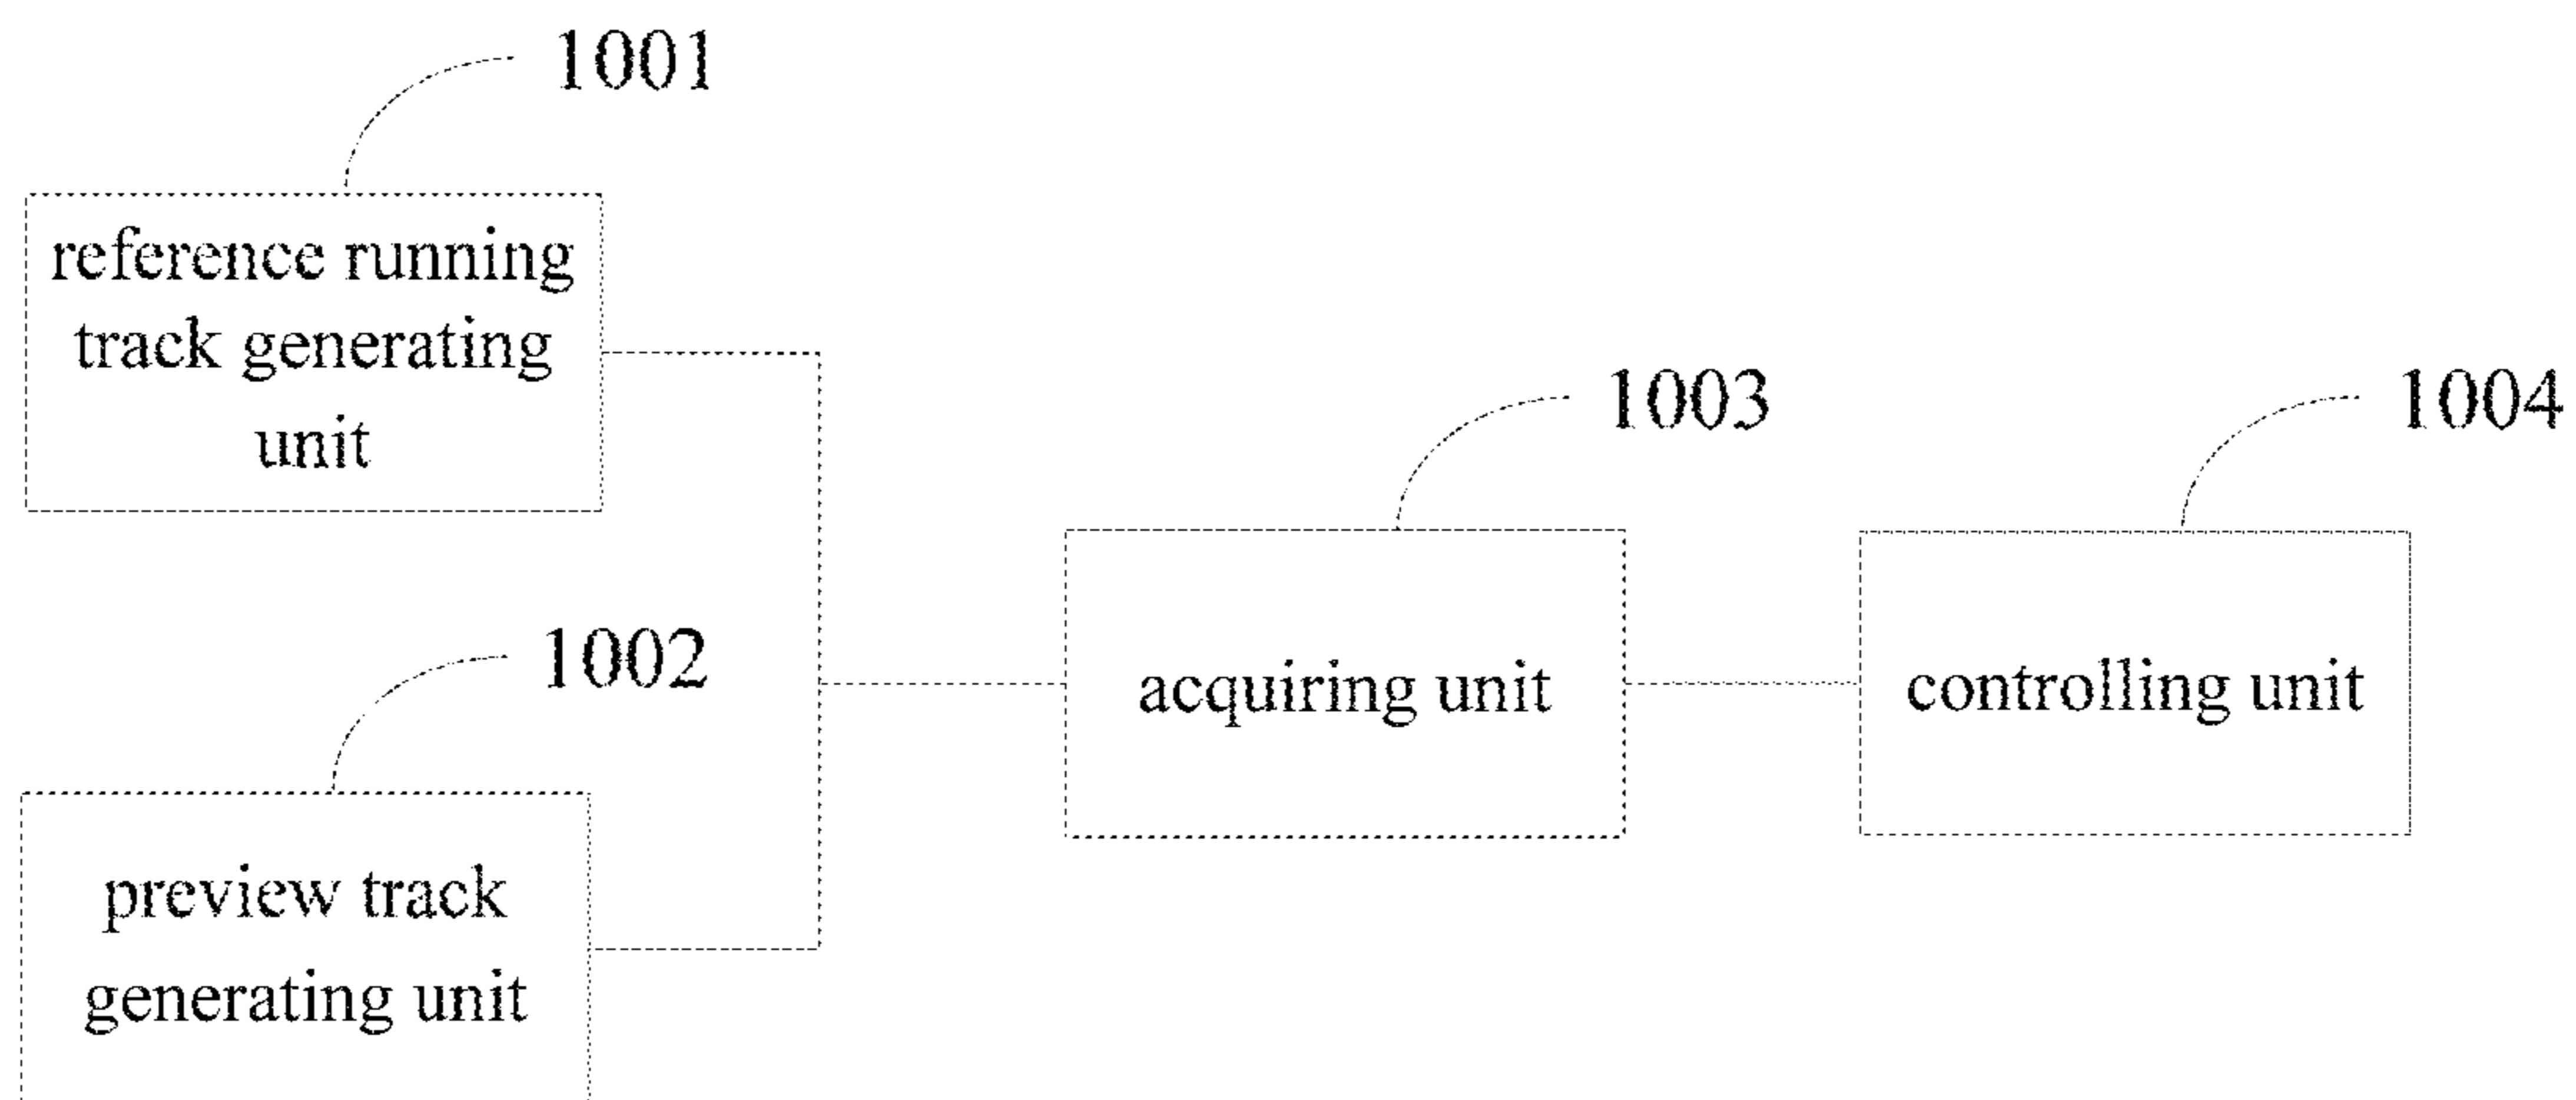 1001
reference running
track generating
unit
1002
preview track
generating unit
1003
acquiring unit
1004
controlling unit